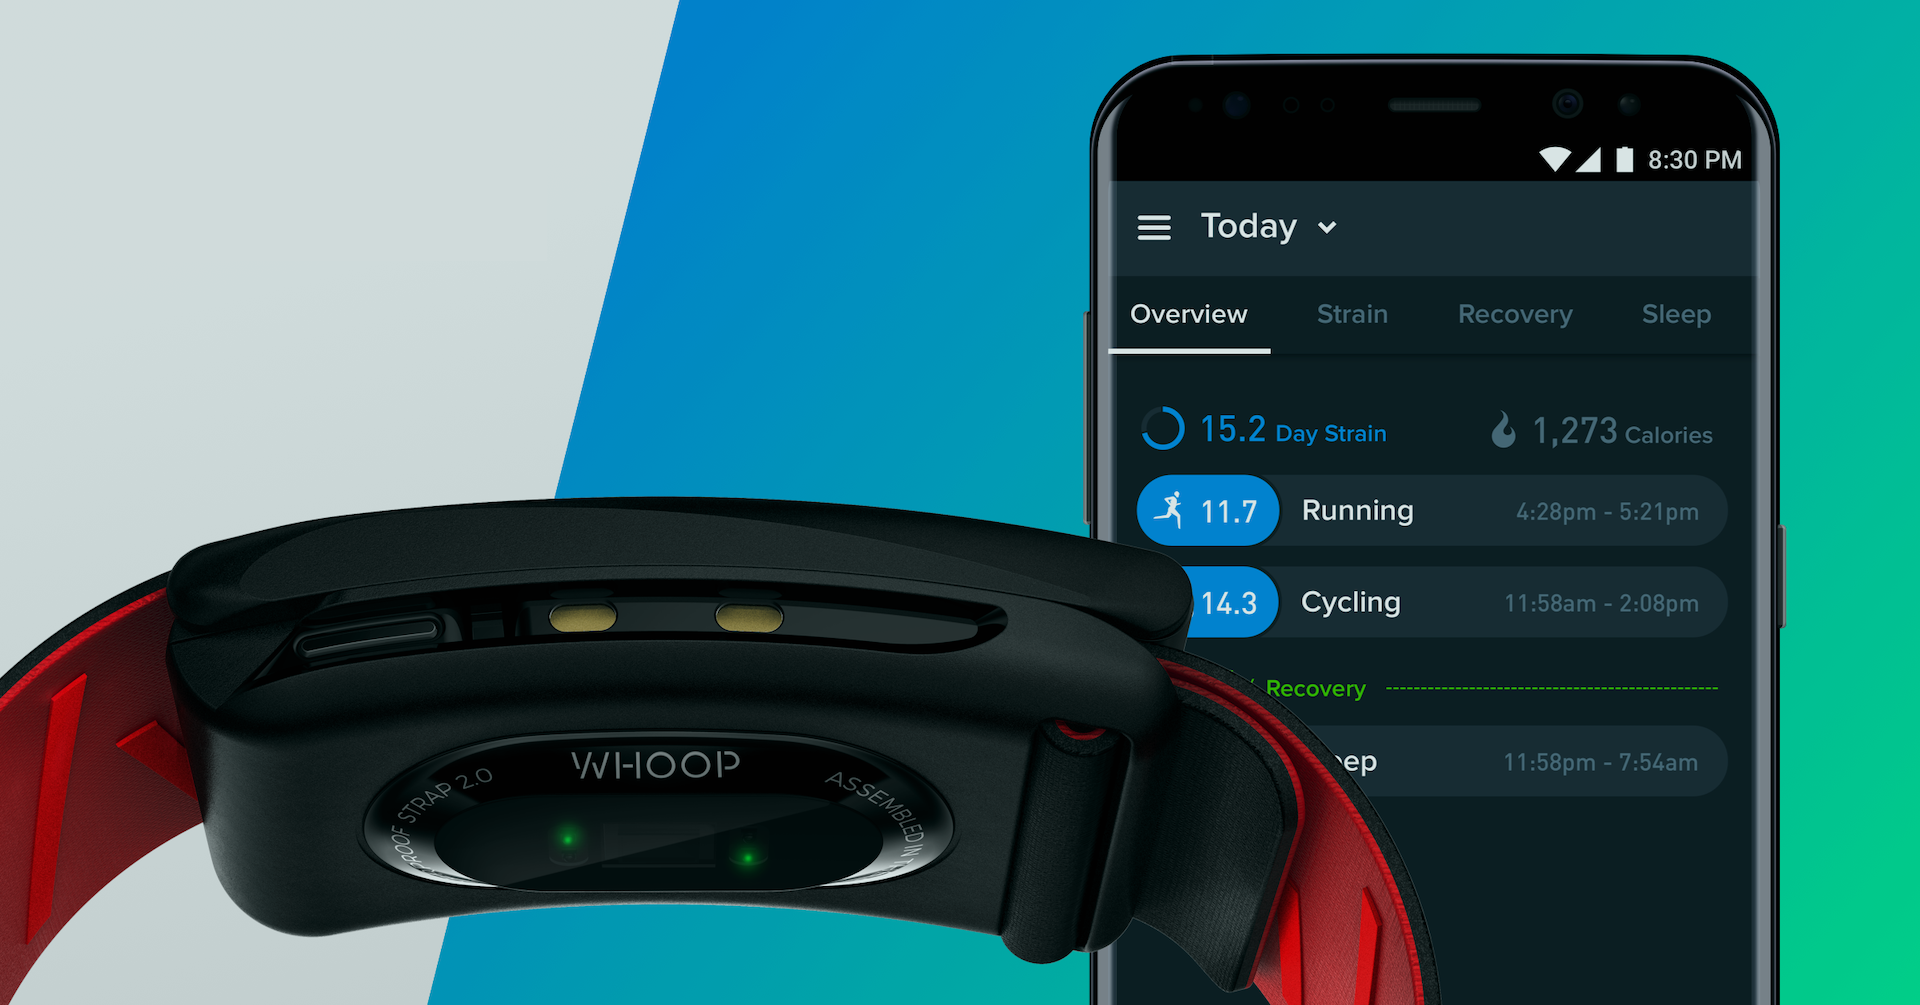 8:30 PM
Today
Overview Strain Recovery Sleep
15.2 Day Strain 1,273 Calories
11.7 Running 4:28pm - 5:21pm
14.3 Cycling 11:58am - 2:08pm
Recovery
11:58pm - 7:54am
WHOOP
STRAP 2.0
ASSEMBLED IN